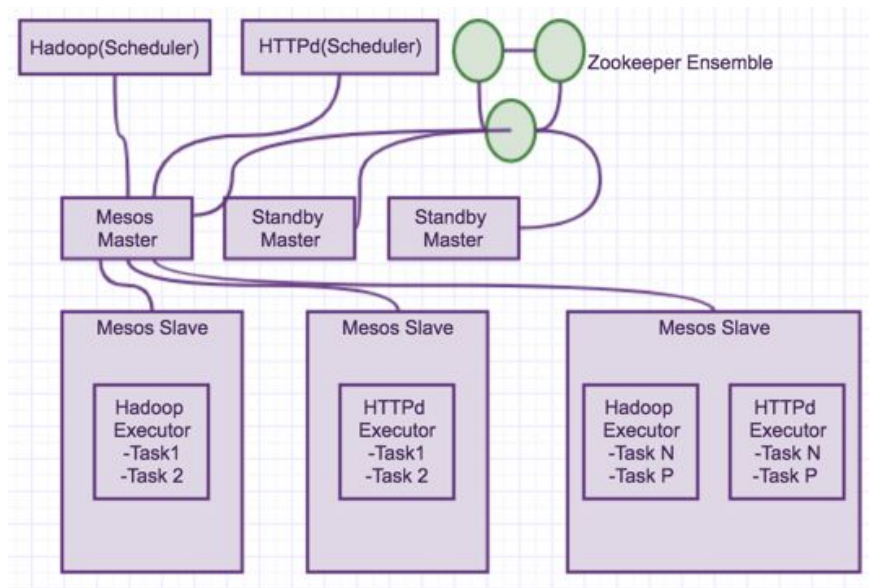 Hadoop(Scheduler)
HTTPd(Scheduler)
Zookeeper Ensemble
Mesos
Master
Standby
Master
Standby
Master
Mesos Slave
Hadoop
Executor
-Task1
-Task 2
Mesos Slave
HTTPd
Executor
-Task1
-Task 2
Mesos Slave
Hadoop
Executor
-Task N
-Task P
HTTPd
Executor
-Task N
-Task P